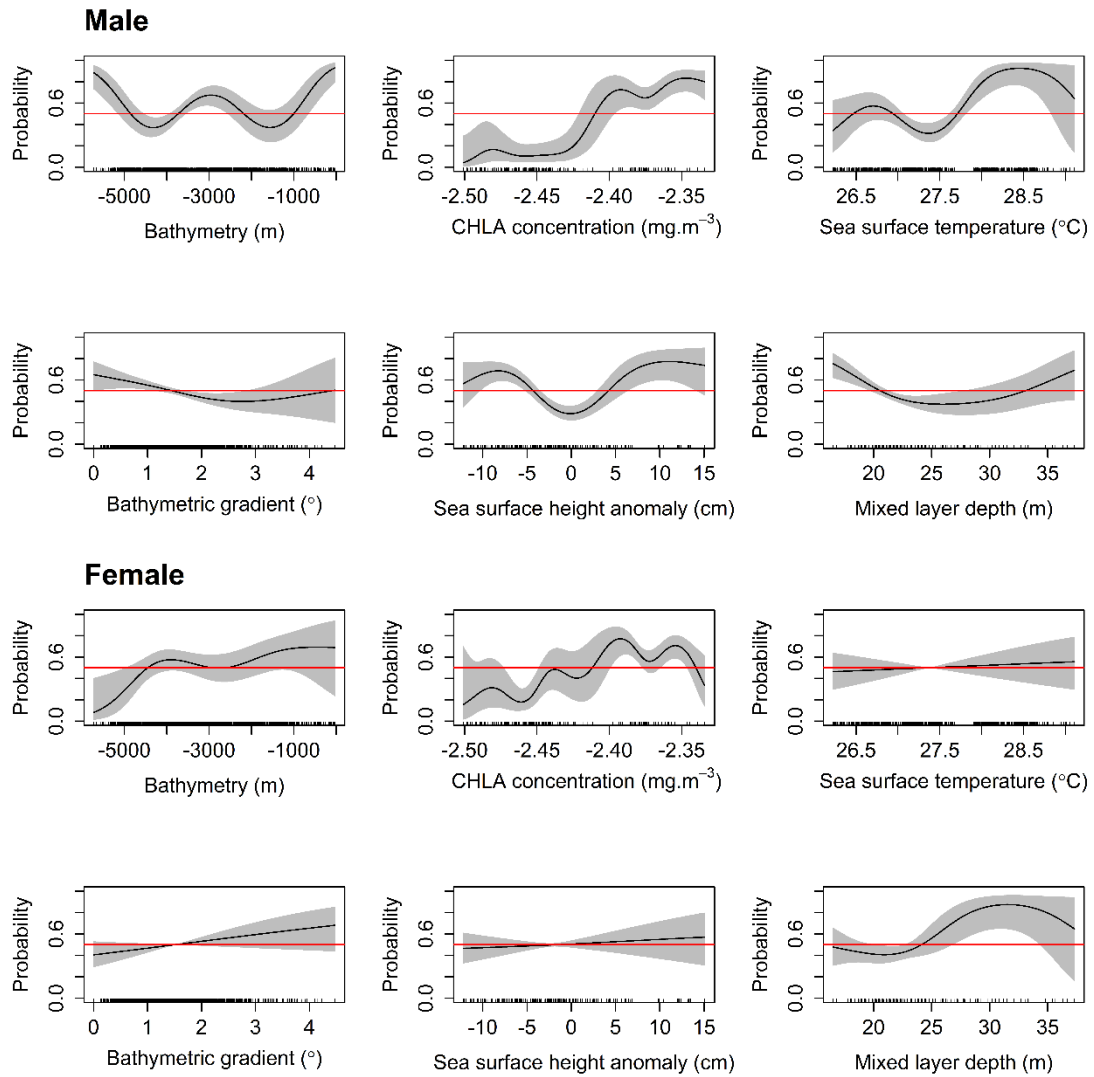 Male
Probability
0.0 0.6
-5000 -3000 -1000
Bathymetry (m)
Probability
0.0 0.6
-2.50 -2.45 -2.40 -2.35
CHLA concentration (mg.m⁻³)
Probability
0.0 0.6
26.5 27.5 28.5
Sea surface temperature (°C)
Probability
0.0 0.6
0 1 2 3 4
Bathymetric gradient (°)
Probability
0.0 0.6
-10 -5 0 5 10 15
Sea surface height anomaly (cm)
Probability
0.0 0.6
20 25 30 35
Mixed layer depth (m)
Female
Probability
0.0 0.6
-5000 -3000 -1000
Bathymetry (m)
Probability
0.0 0.6
-2.50 -2.45 -2.40 -2.35
CHLA concentration (mg.m⁻³)
Probability
0.0 0.6
26.5 27.5 28.5
Sea surface temperature (°C)
Probability
0.0 0.6
0 1 2 3 4
Bathymetric gradient (°)
Probability
0.0 0.6
-10 -5 0 5 10 15
Sea surface height anomaly (cm)
Probability
0.0 0.6
20 25 30 35
Mixed layer depth (m)